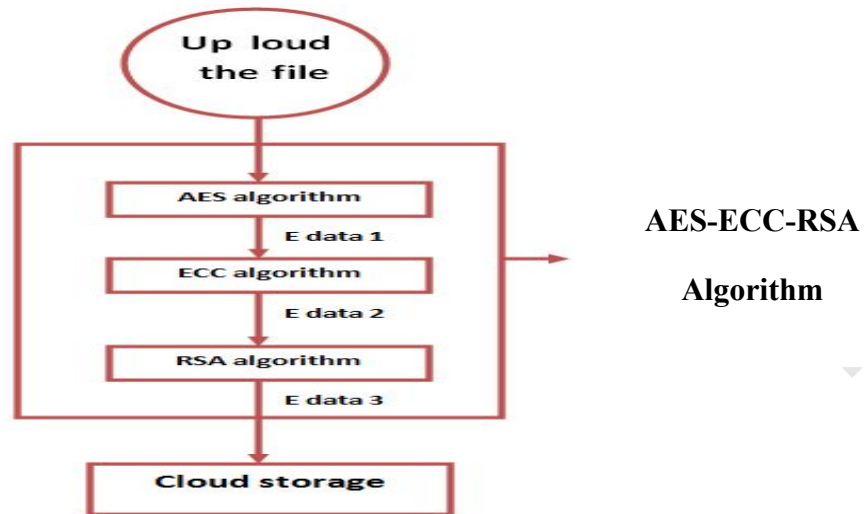 Up loud
the file
AES algorithm
E data 1
ECC algorithm
E data 2
RSA algorithm
E data 3
Cloud storage
AES-ECC-RSA
Algorithm